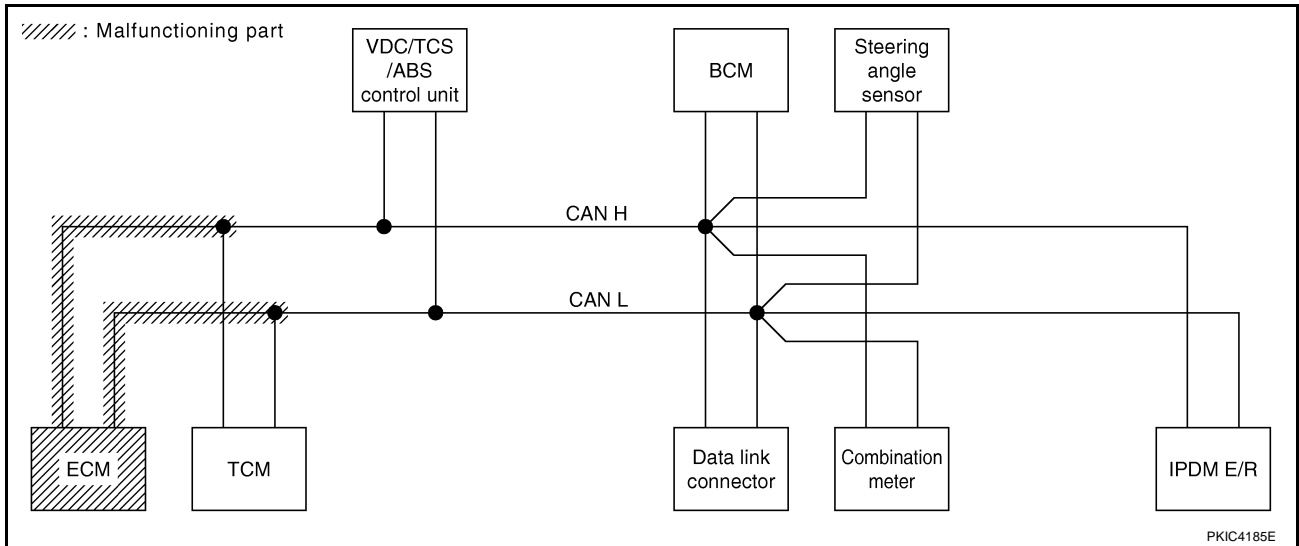 : Malfunctioning part
VDC/TCS
/ABS
control unit
BCM
Steering
angle
sensor
CAN H
CAN L
ECM
TCM
Data link
connector
Combination
meter
IPDM E/R
PKIC4185E